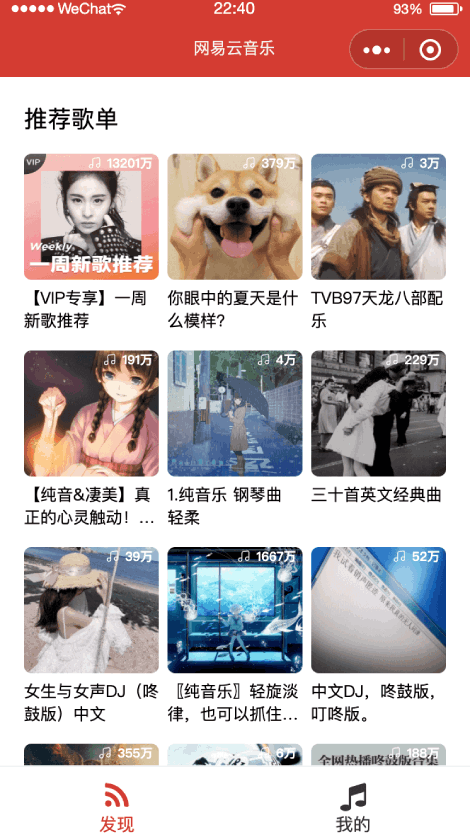 WeChat
22:40
93%
网易云音乐
推荐歌单
VIP
13201万
379万
3万
Weekly
一周新歌推荐
【VIP专享】一周
新歌推荐
你眼中的夏天是什
么模样?
TVB97天龙八部配
乐
191万
4万
229万
【纯音&凄美】真
正的心灵触动！...
1.纯音乐 钢琴曲
轻柔
三十首英文经典曲
39万
1667万
52万
女生与女声DJ（咚
鼓版）中文
〖纯音乐〗轻旋淡
律，也可以抓住...
中文DJ，咚鼓版，
叮咚版。
355万
6万
188万
全网热播咚鼓版合集
发现
我的